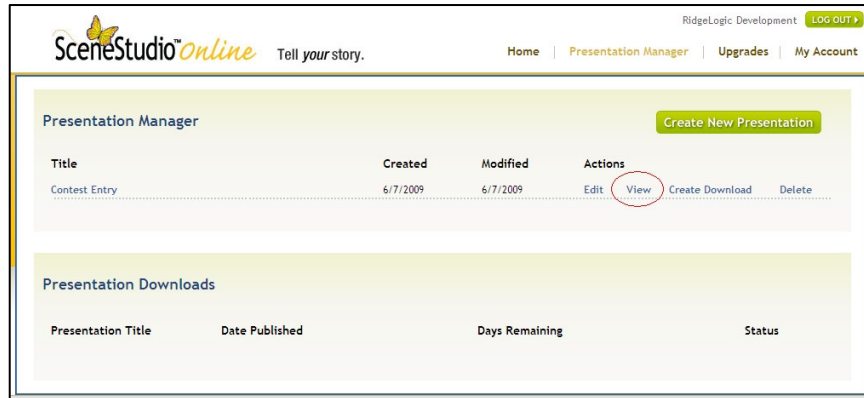 RidgeLogic Development LOG OUT
SceneStudio™ Online Tell your story.
Home | Presentation Manager | Upgrades | My Account
Presentation Manager Create New Presentation
Title Created Modified Actions
Contest Entry 6/7/2009 6/7/2009 Edit View Create Download Delete
Presentation Downloads
Presentation Title Date Published Days Remaining Status